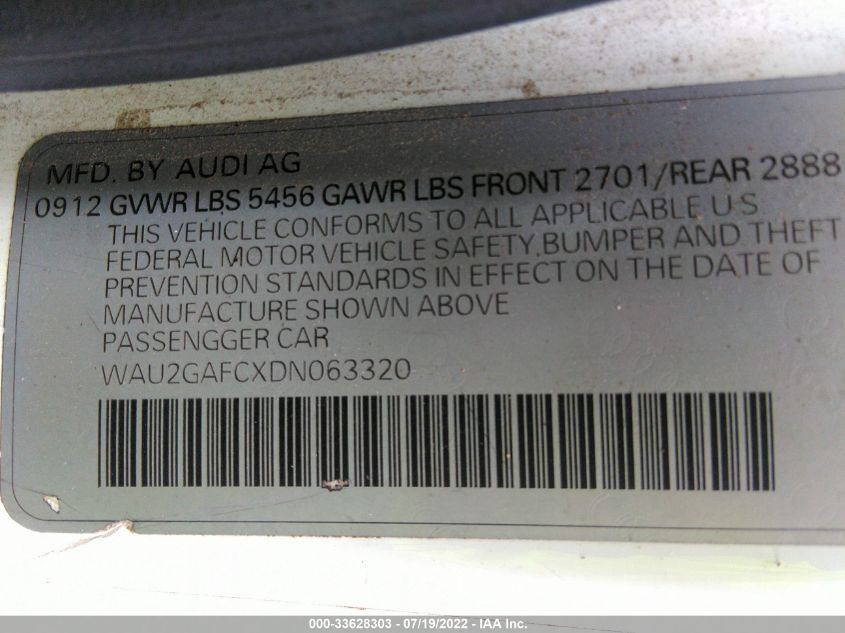 MFD. BY AUDI AG
0912 GVWR LBS 5456 GAWR LBS FRONT 2701/REAR 2888
THIS VEHICLE CONFORMS TO ALL APPLICABLE U S
FEDERAL MOTOR VEHICLE SAFETY,BUMPER AND THEFT
PREVENTION STANDARDS IN EFFECT ON THE DATE OF
MANUFACTURE SHOWN ABOVE
PASSENGGER CAR
WAU2GAFCXDN063320
000-33628303 - 07/19/2022 - IAA Inc.